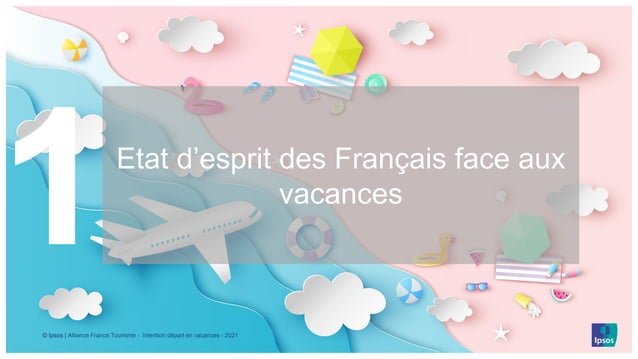 1
Etat d’esprit des Français face aux
vacances
© Ipsos | Alliance France Tourisme - Intention départ en vacances - 2021
Ipsos